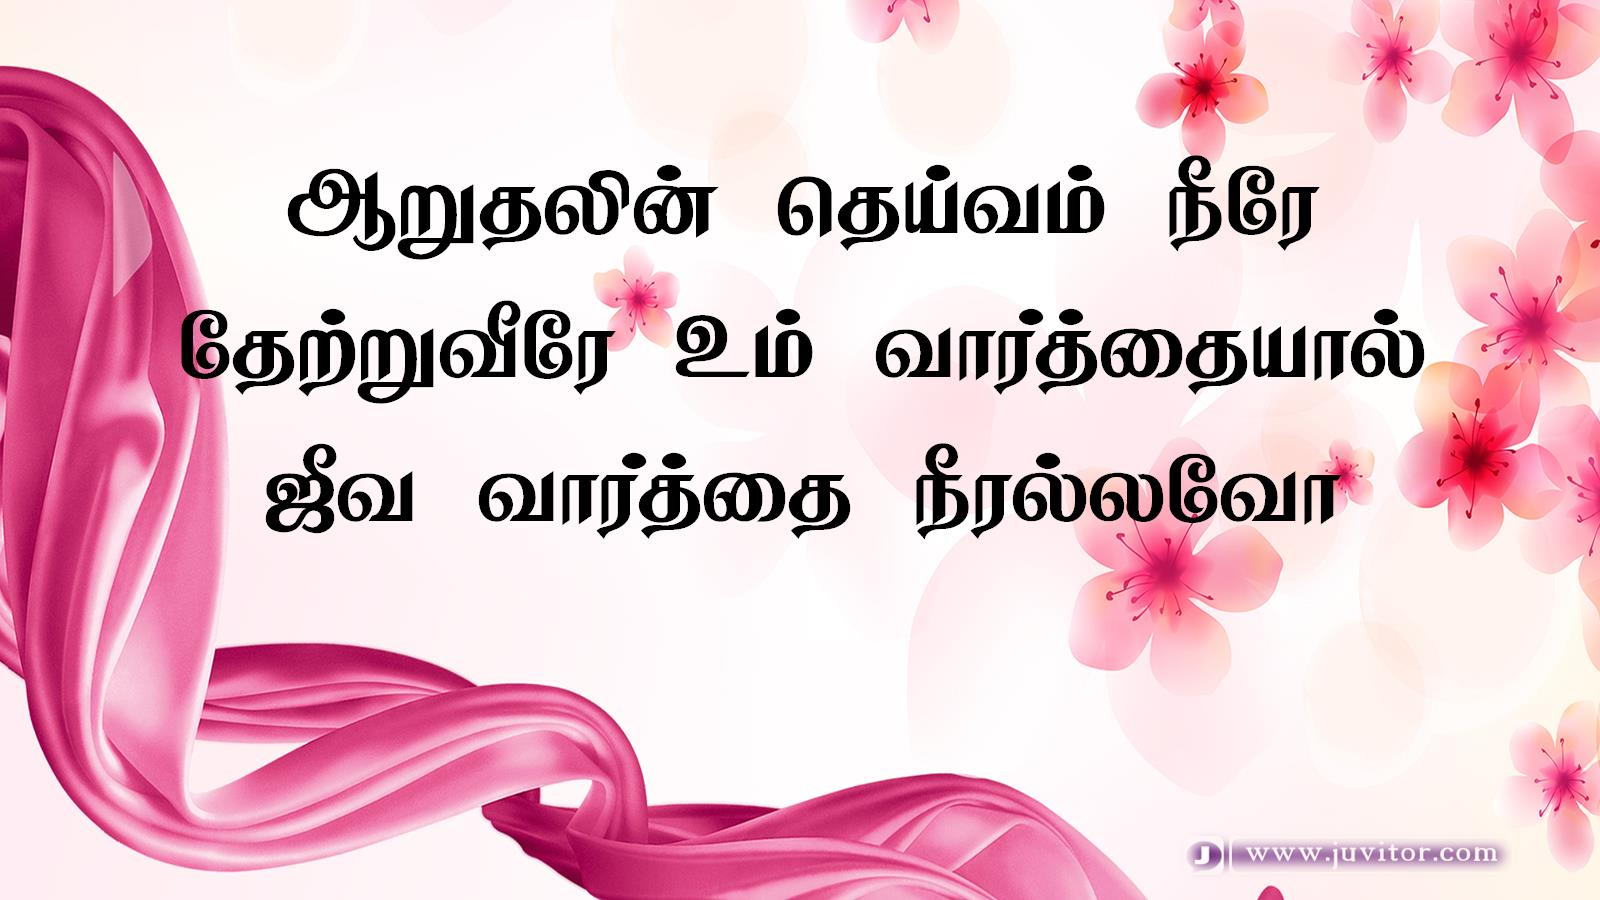 ஆறுதலின் தெய்வம் நீரே
தேற்றுவீரே உம் வார்த்தையால்
ஜீவ வார்த்தை நீரல்லவோ
J www.juvitor.com